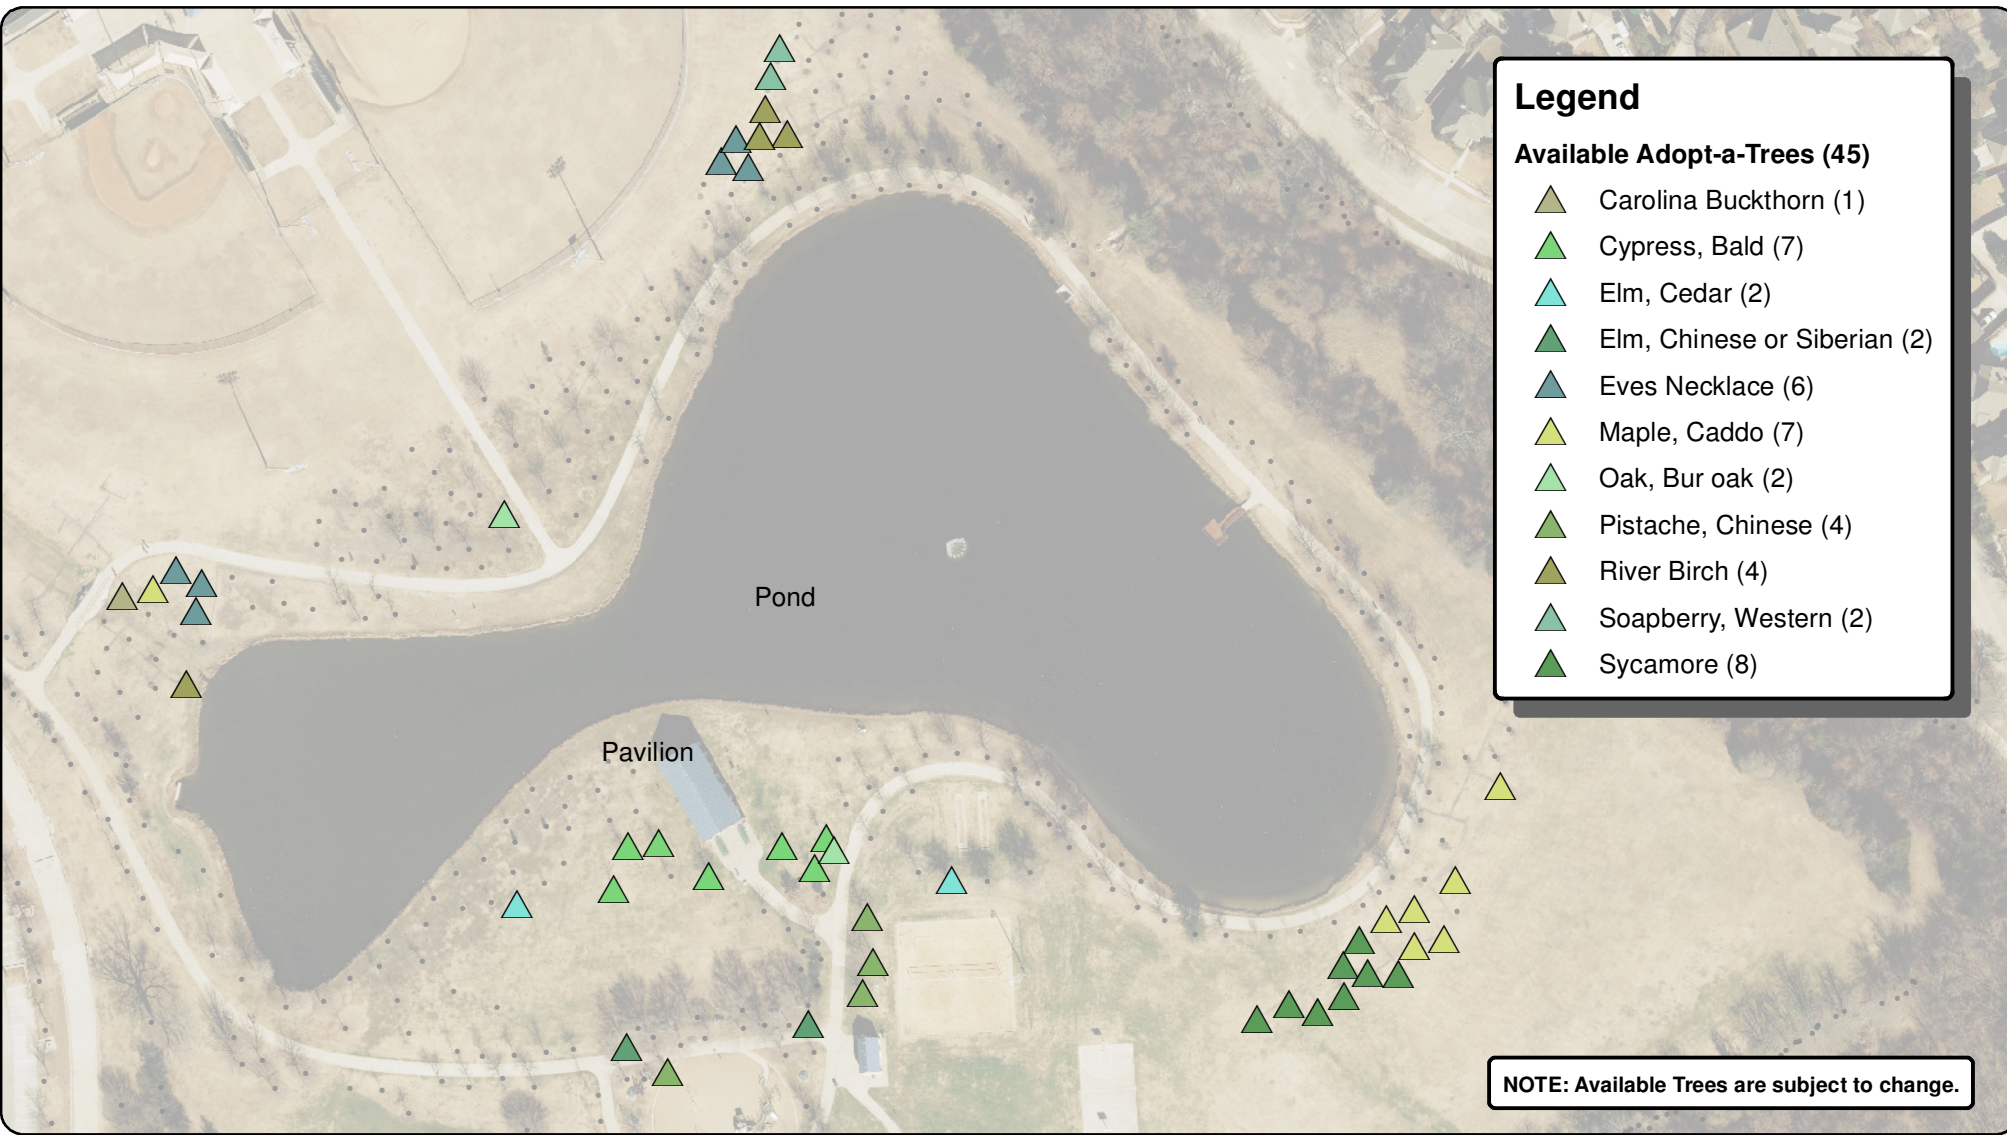 Legend
Available Adopt-a-Trees (45)
Carolina Buckthorn (1)
Cypress, Bald (7)
Elm, Cedar (2)
Elm, Chinese or Siberian (2)
Eves Necklace (6)
Maple, Caddo (7)
Oak, Bur oak (2)
Pistache, Chinese (4)
River Birch (4)
Soapberry, Western (2)
Sycamore (8)
Pond
Pavilion
NOTE: Available Trees are subject to change.